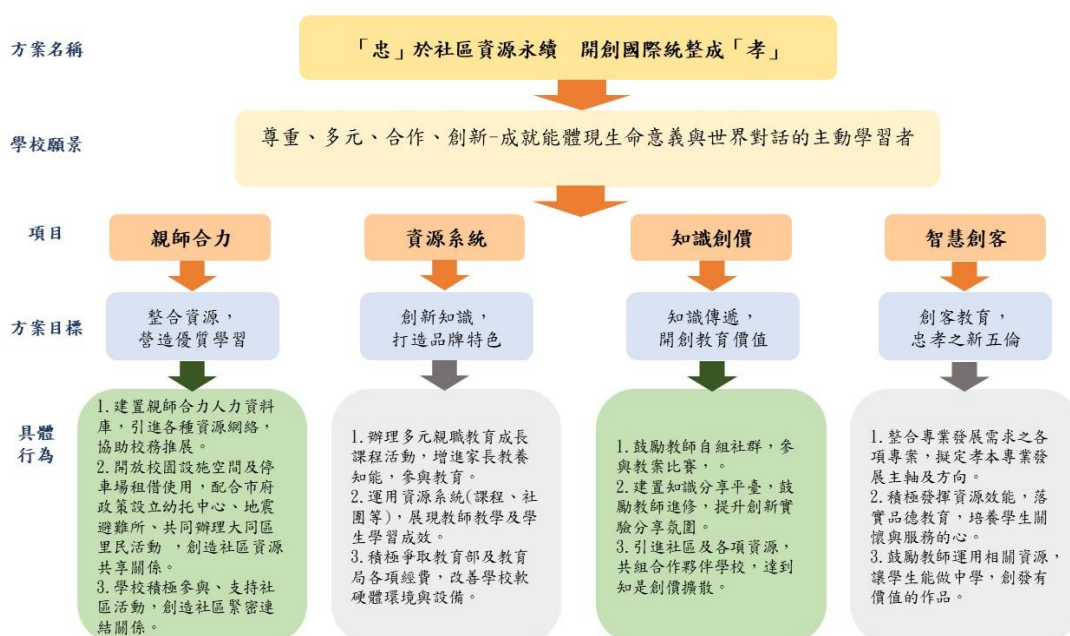 方案名稱
「忠」於社區資源永續 開創國際統整成「孝」
學校願景
尊重、多元、合作、創新-成就能體現生命意義與世界對話的主動學習者
項目
親師合力
資源系統
知識創價
智慧創客
方案目標
整合資源，
營造優質學習
創新知識，
打造品牌特色
知識傳遞，
開創教育價值
創客教育，
忠孝之新五倫
具體
行為
1.建置親師合力人力資料
庫，引進各種資源網絡，
協助校務推展。
2.開放校園設施空間及停
車場租借使用，配合市府
政策設立幼托中心、地震
避難所、共同辦理大同區
里民活動 ，創造社區資源
共享關係。
3.學校積極參與、支持社
區活動，創造社區緊密連
結關係。
1.辦理多元親職教育成長
課程活動，增進家長教養
知能，參與教育。
2.運用資源系統(課程、社
團等)，展現教師教學及學
生學習成效。
3.積極爭取教育部及教育
局各項經費，改善學校軟
硬體環境與設備。
1.鼓勵教師自組社群，參
與教案比賽，。
2.建置知識分享平臺，鼓
勵教師進修，提升創新實
驗分享氛圍。
3.引進社區及各項資源，
共組合作夥伴學校，達到
知是創價擴散。
1.整合專業發展需求之各
項專案，擬定孝本專業發
展主軸及方向。
2.積極發揮資源效能，落
實品德教育，培養學生關
懷與服務的心。
3.鼓勵教師運用相關資源，
讓學生能做中學，創發有
價值的作品。